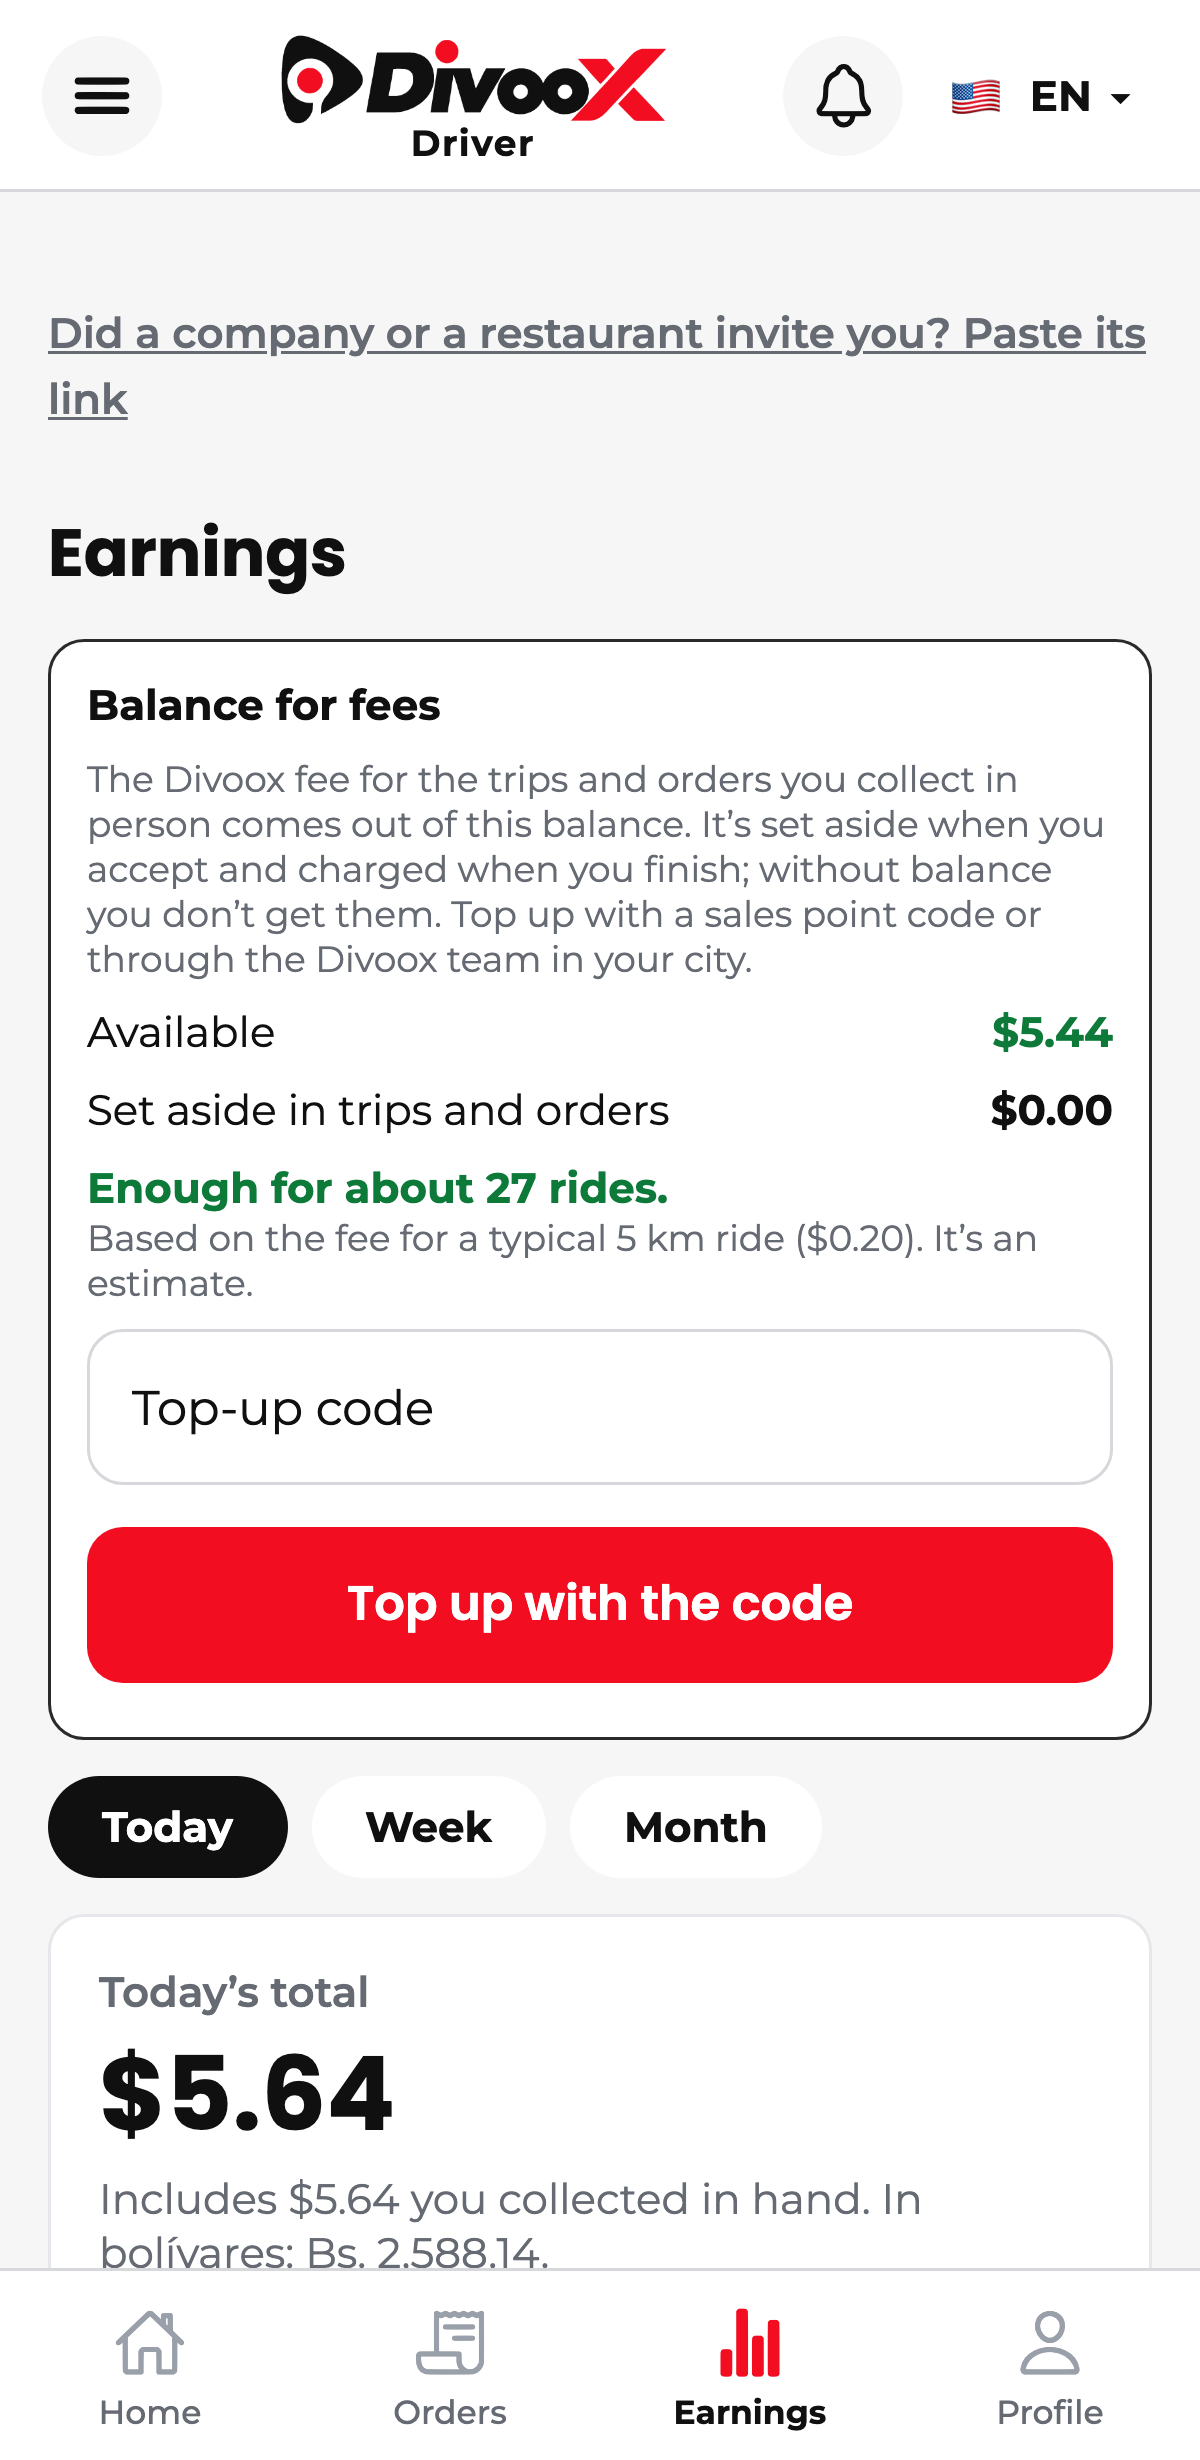 DivooX
Driver
EN
Did a company or a restaurant invite you? Paste its
link
Earnings
Balance for fees
The Divoox fee for the trips and orders you collect in
person comes out of this balance. It’s set aside when you
accept and charged when you finish; without balance
you don’t get them. Top up with a sales point code or
through the Divoox team in your city.
Available $5.44
Set aside in trips and orders $0.00
Enough for about 27 rides.
Based on the fee for a typical 5 km ride ($0.20). It’s an
estimate.
Top-up code
Top up with the code
Today Week Month
Today’s total
$5.64
Includes $5.64 you collected in hand. In
bolívares: Bs. 2.588,14.
Home Orders Earnings Profile